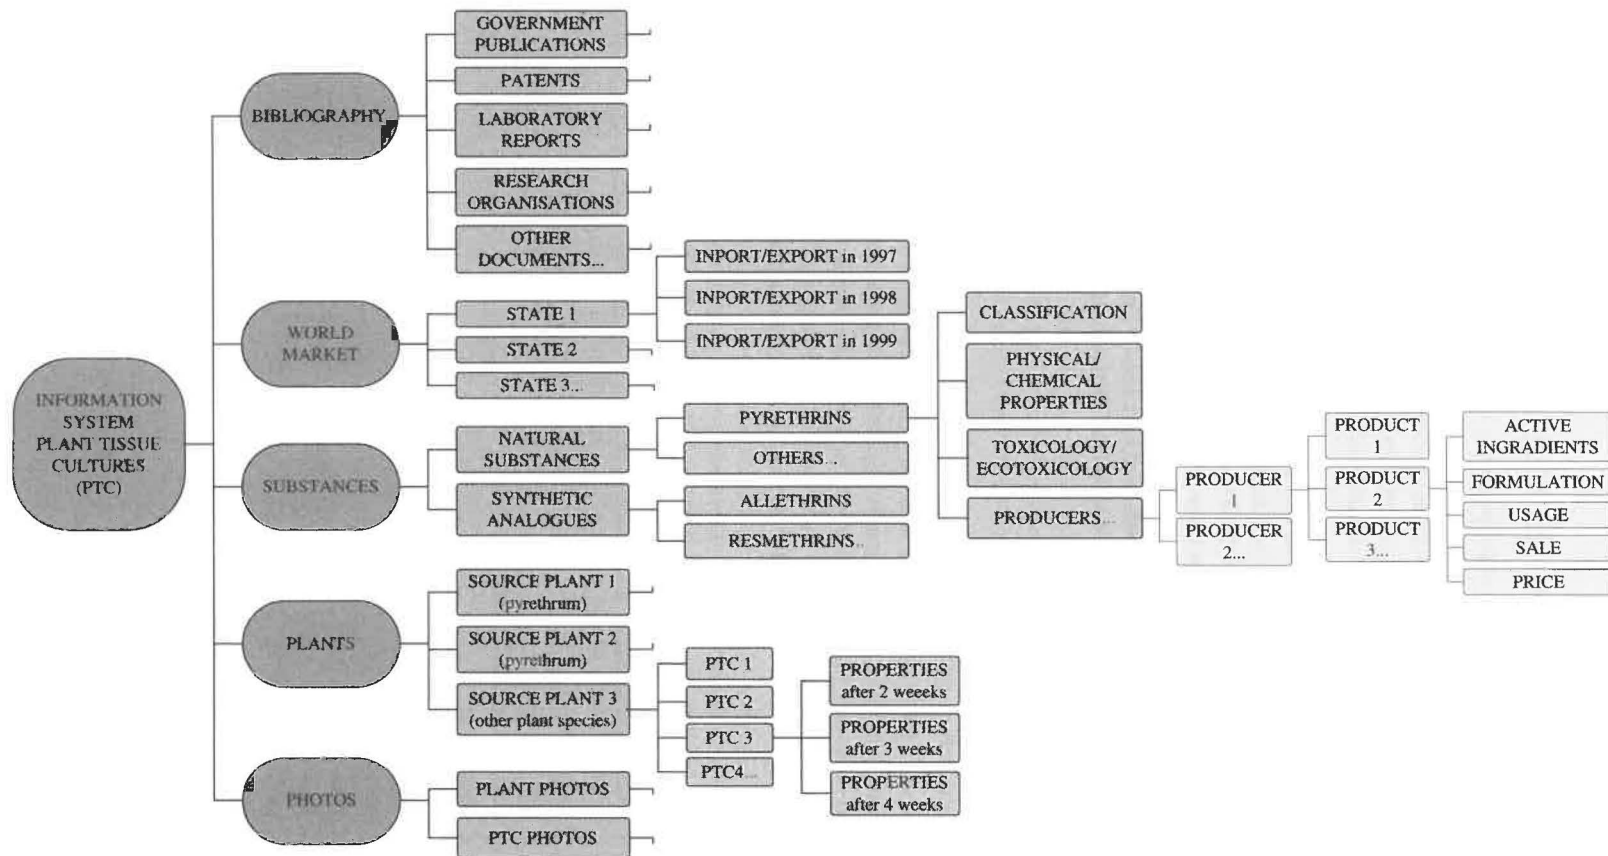 INFORMATION
SYSTEM
PLANT TISSUE
CULTURES
(PTC)
BIBLIOGRAPHY
GOVERNMENT
PUBLICATIONS
PATENTS
LABORATORY
REPORTS
RESEARCH
ORGANISATIONS
OTHER
DOCUMENTS...
WORLD
MARKET
STATE 1
STATE 2
STATE 3...
INPORT/EXPORT in 1997
INPORT/EXPORT in 1998
INPORT/EXPORT in 1999
SUBSTANCES
NATURAL
SUBSTANCES
SYNTHETIC
ANALOGUES
PYRETHRINS
OTHERS...
ALLETHRINS
RESMETHRINS...
CLASSIFICATION
PHYSICAL/
CHEMICAL
PROPERTIES
TOXICOLOGY/
ECOTOXICOLOGY
PRODUCERS...
PRODUCER
1
PRODUCER
2...
PRODUCT
1
PRODUCT
2
PRODUCT
3...
ACTIVE
INGRADIENTS
FORMULATION
USAGE
SALE
PRICE
PLANTS
SOURCE PLANT 1
(pyrethrum)
SOURCE PLANT 2
(pyrethrum)
SOURCE PLANT 3
(other plant species)
PTC 1
PTC 2
PTC 3
PTC4...
PROPERTIES
after 2 weeeks
PROPERTIES
after 3 weeks
PROPERTIES
after 4 weeks
PHOTOS
PLANT PHOTOS
PTC PHOTOS